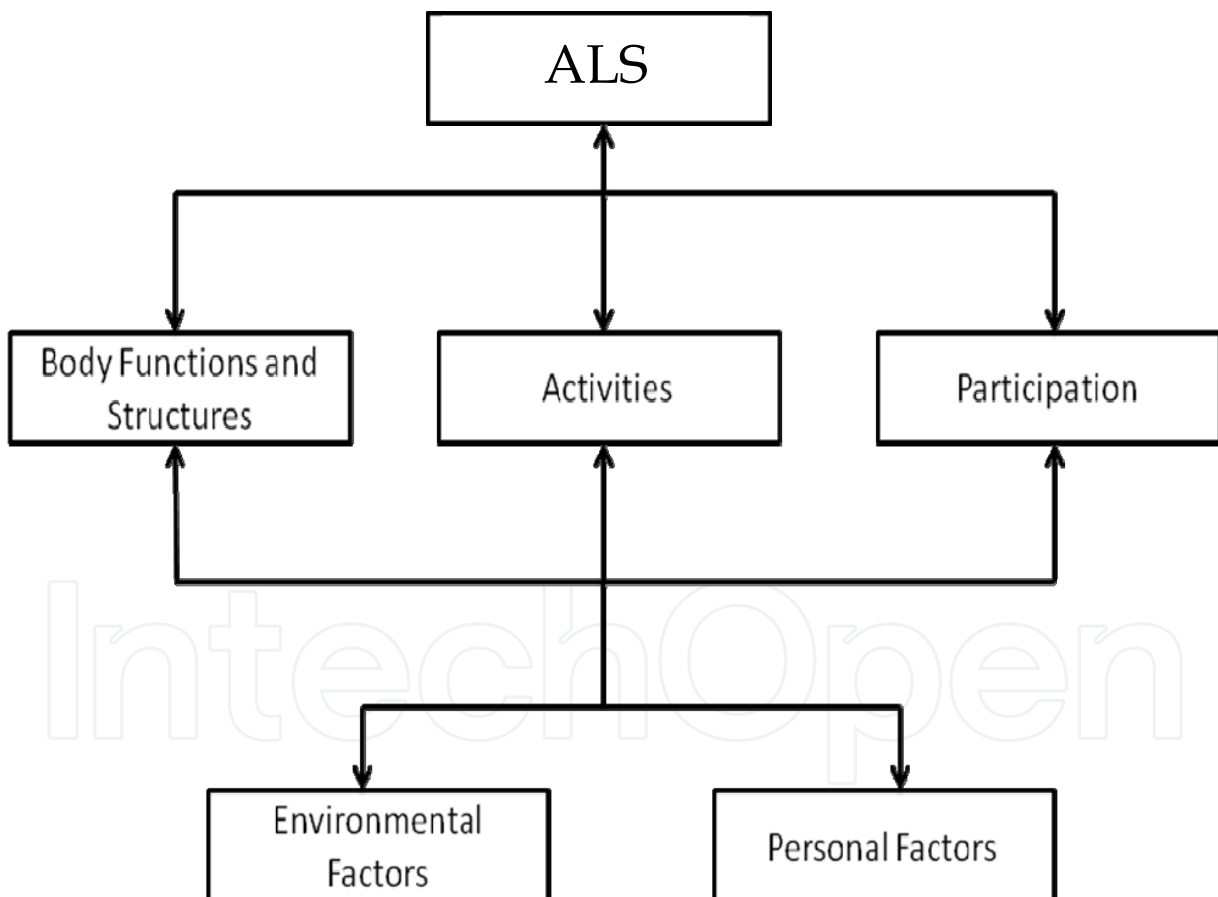 ALS
Body Functions and
Structures
Activities
Participation
IntechOpen
Environmental
Factors
Personal Factors